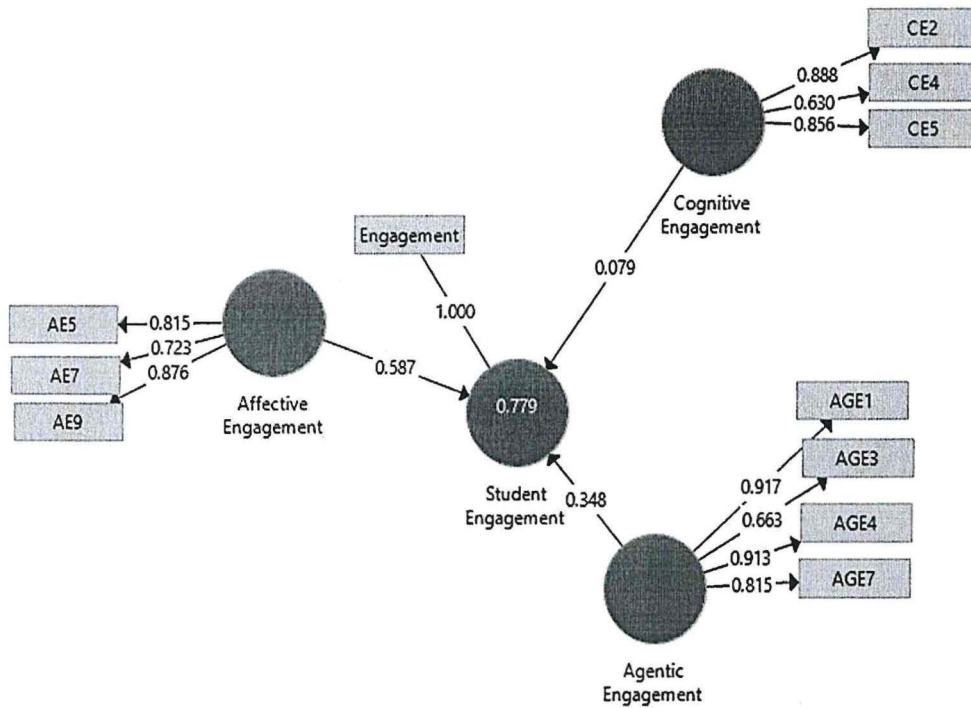 CE2
0.888
CE4
0.630
CE5
0.856
Cognitive
Engagement
Engagement
0.079
1.000
AE5
0.815
AE7
0.723
AE9
0.876
Affective
Engagement
0.587
0.779
Student
Engagement
0.348
AGE1
0.917
AGE3
0.663
AGE4
0.913
AGE7
0.815
Agentic
Engagement